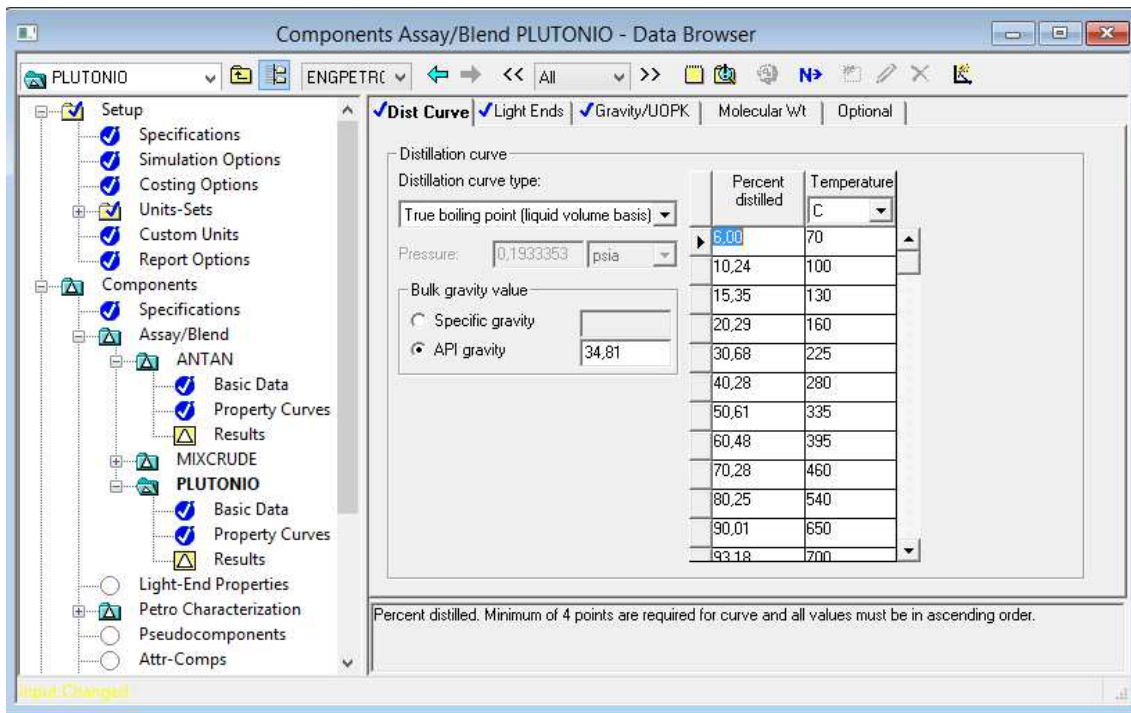 Components Assay/Blend PLUTONIO - Data Browser
PLUTONIO ENGPETRC << All >> N>
Setup
Specifications
Simulation Options
Costing Options
Units-Sets
Custom Units
Report Options
Components
Specifications
Assay/Blend
ANTAN
Basic Data
Property Curves
Results
MIXCRUDE
PLUTONIO
Basic Data
Property Curves
Results
Light-End Properties
Petro Characterization
Pseudocomponents
Attr-Comps
Dist Curve Light Ends Gravity/UOPK Molecular Wt Optional
Distillation curve
Distillation curve type:
True boiling point (liquid volume basis)
Pressure: 0,1933353 psia
Bulk gravity value
Specific gravity
API gravity 34,81
Percent distilled Temperature
C
6,00 70
10,24 100
15,35 130
20,29 160
30,68 225
40,28 280
50,61 335
60,48 395
70,28 460
80,25 540
90,01 650
93,18 700
Percent distilled. Minimum of 4 points are required for curve and all values must be in ascending order.
Input Changed